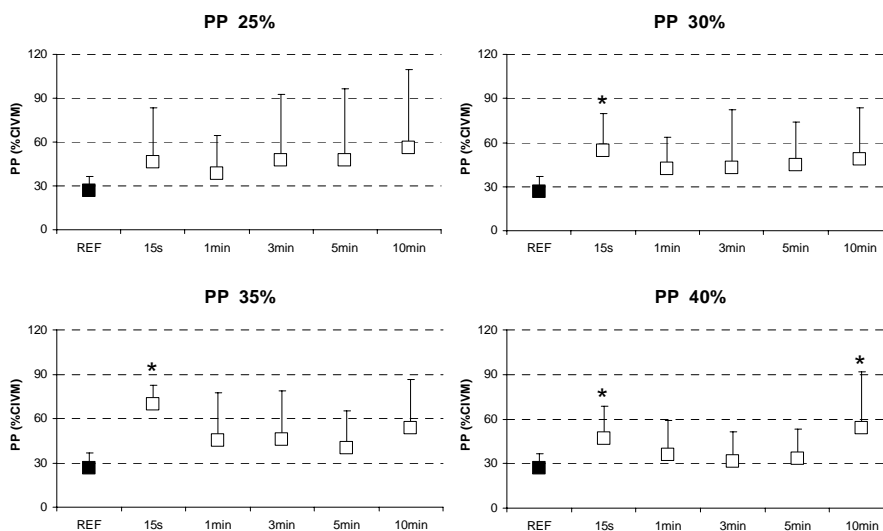 PP 25%
PP (%CIVM)
120
90
60
30
0
REF 15s 1min 3min 5min 10min
PP 30%
PP (%CIVM)
120
90
*
60
30
0
REF 15s 1min 3min 5min 10min
PP 35%
PP (%CIVM)
120
90
*
60
30
0
REF 15s 1min 3min 5min 10min
PP 40%
PP (%CIVM)
120
90
* *
60
30
0
REF 15s 1min 3min 5min 10min